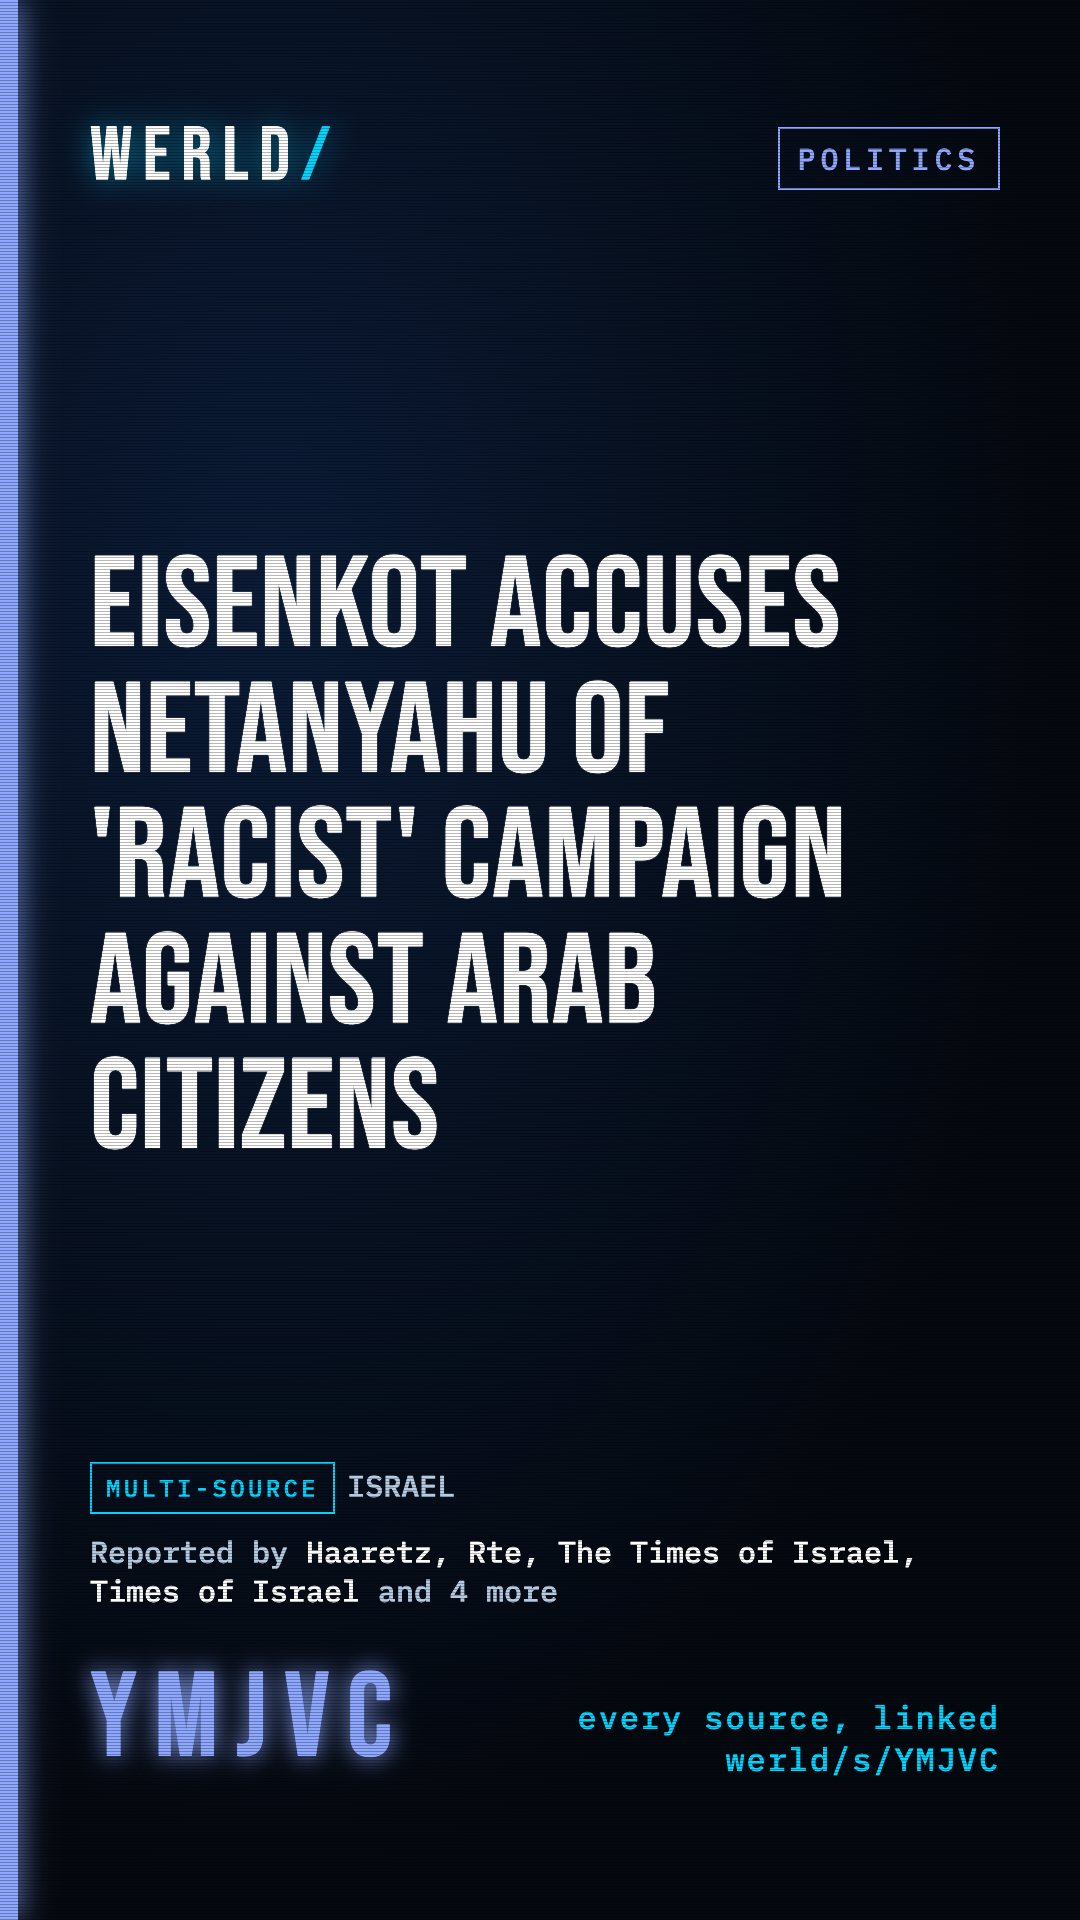 WERLD/
POLITICS
EISENKOT ACCUSES
NETANYAHU OF
'RACIST' CAMPAIGN
AGAINST ARAB
CITIZENS
MULTI-SOURCE ISRAEL
Reported by Haaretz, Rte, The Times of Israel,
Times of Israel and 4 more
YMJVC
every source, linked
werld/s/YMJVC